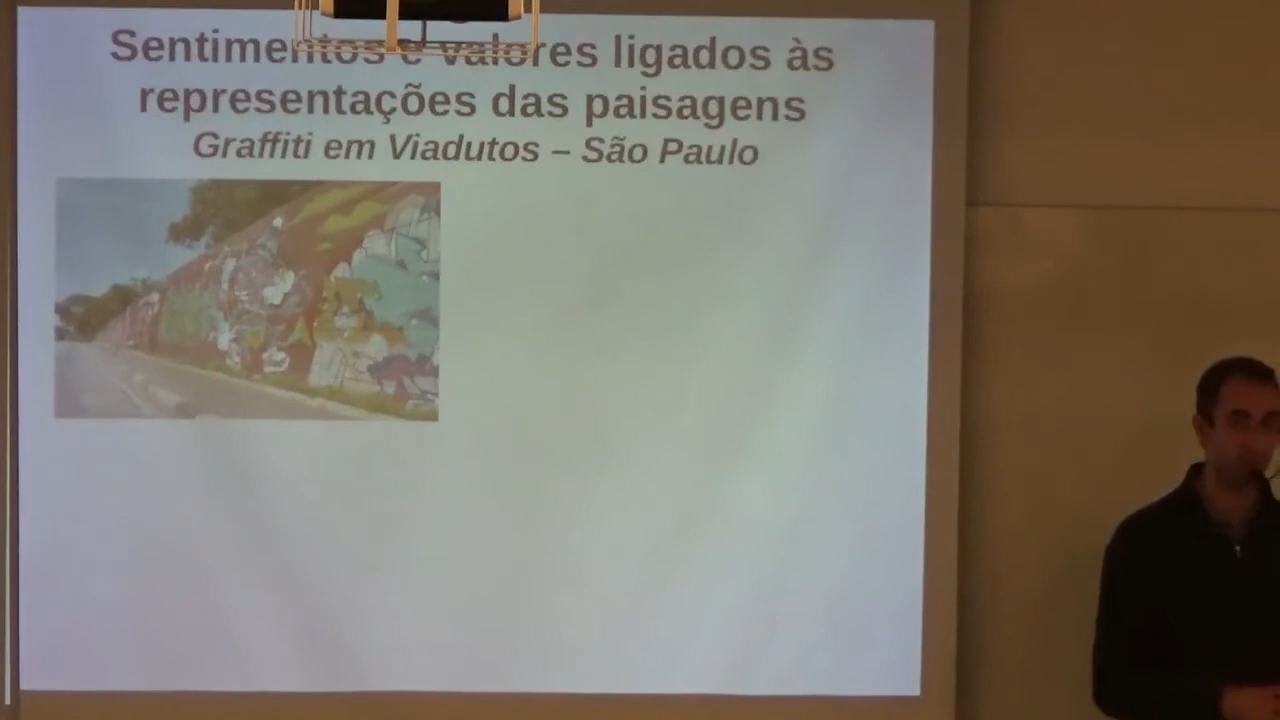 Sentimentos e valores ligados às
representações das paisagens
Graffiti em Viadutos – São Paulo